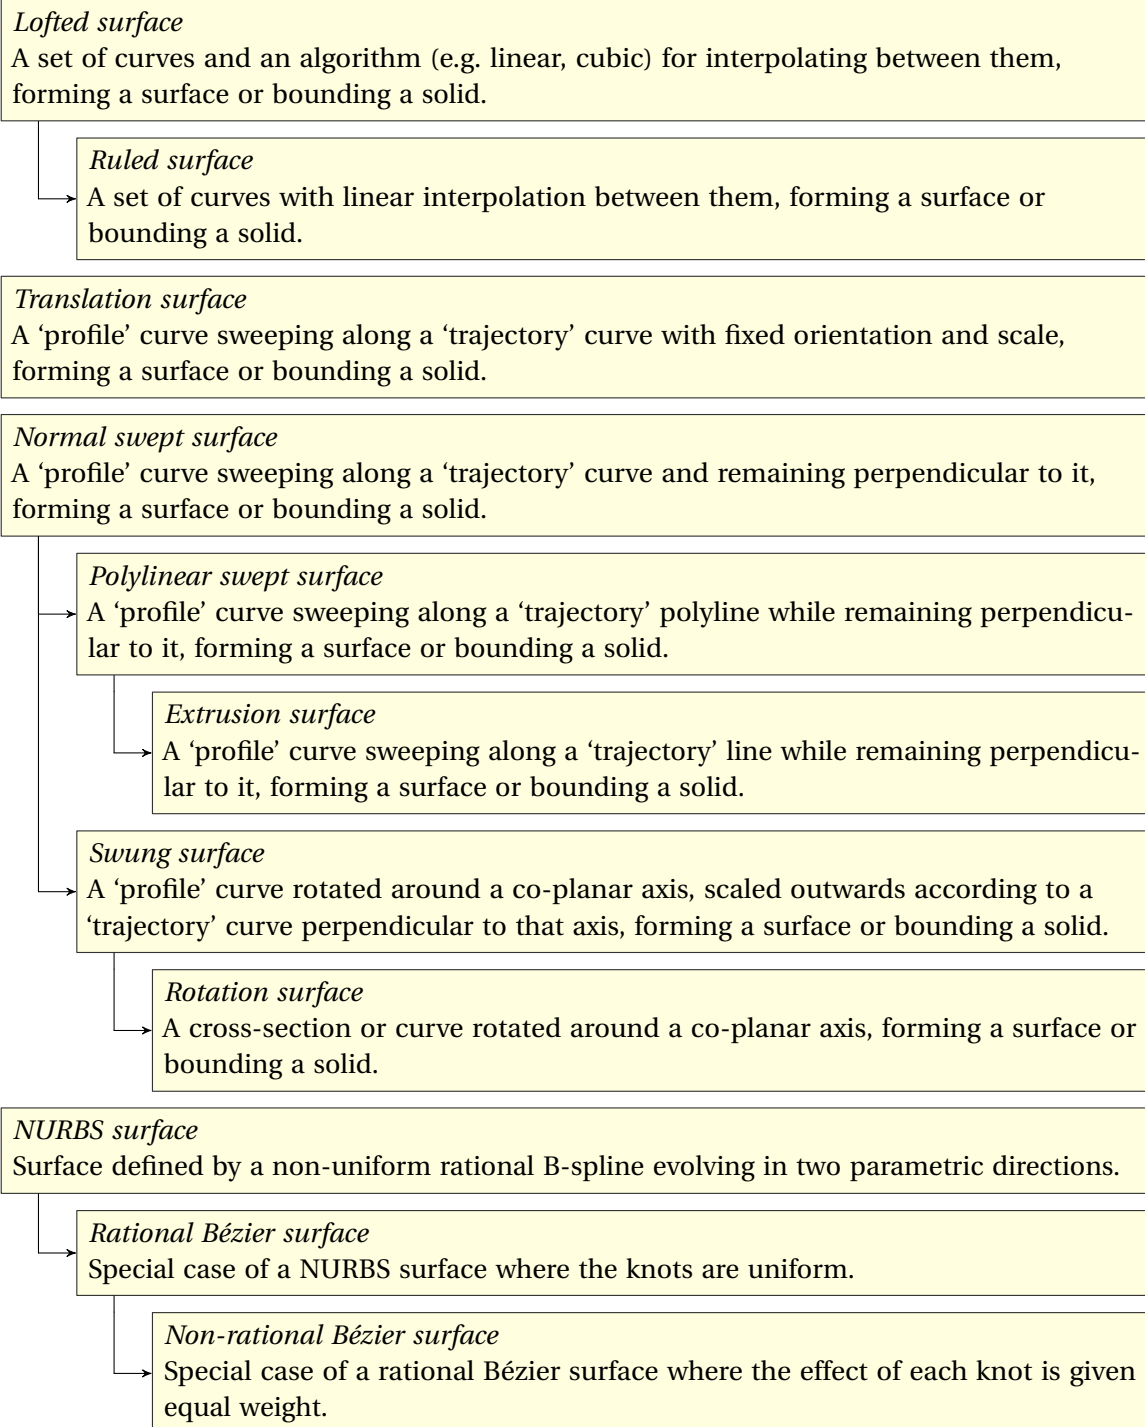 Lofted surface
A set of curves and an algorithm (e.g. linear, cubic) for interpolating between them,
forming a surface or bounding a solid.
Ruled surface
A set of curves with linear interpolation between them, forming a surface or
bounding a solid.
Translation surface
A ‘profile’ curve sweeping along a ‘trajectory’ curve with fixed orientation and scale,
forming a surface or bounding a solid.
Normal swept surface
A ‘profile’ curve sweeping along a ‘trajectory’ curve and remaining perpendicular to it,
forming a surface or bounding a solid.
Polylinear swept surface
A ‘profile’ curve sweeping along a ‘trajectory’ polyline while remaining perpendicu-
lar to it, forming a surface or bounding a solid.
Extrusion surface
A ‘profile’ curve sweeping along a ‘trajectory’ line while remaining perpendicu-
lar to it, forming a surface or bounding a solid.
Swung surface
A ‘profile’ curve rotated around a co-planar axis, scaled outwards according to a
‘trajectory’ curve perpendicular to that axis, forming a surface or bounding a solid.
Rotation surface
A cross-section or curve rotated around a co-planar axis, forming a surface or
bounding a solid.
NURBS surface
Surface defined by a non-uniform rational B-spline evolving in two parametric directions.
Rational Bézier surface
Special case of a NURBS surface where the knots are uniform.
Non-rational Bézier surface
Special case of a rational Bézier surface where the effect of each knot is given
equal weight.